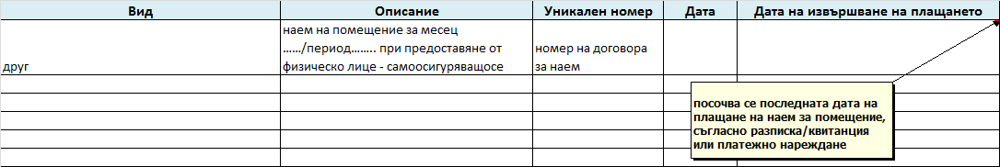 Вид Описание Уникален номер Дата Дата на извършване на плащането
наем на помещение за месец
....../период........ при предоставяне от
физическо лице - самоосигуряващосе
номер на договора
за наем
друг
посочва се последната дата на
плащане на наем за помещение,
съгласно разписка/квитанция
или платежно нареждане